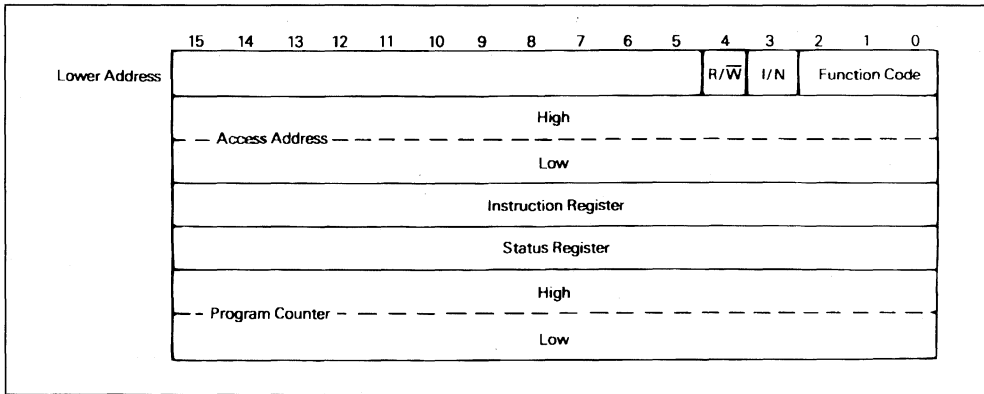 15 14 13 12 11 10 9 8 7 6 5 4 3 2 1 0
Lower Address R/W̅ I/N Function Code
High
Access Address
Low
Instruction Register
Status Register
High
Program Counter
Low